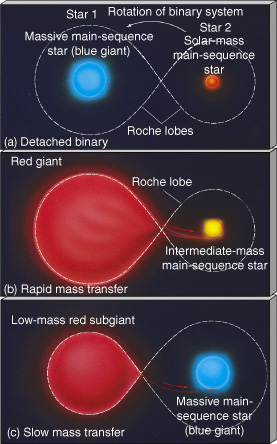 Star 1
Rotation of binary system
Massive main-sequence
star (blue giant)
Star 2
Solar-mass
main-sequence
star
Roche lobes
(a) Detached binary
Red giant
Roche lobe
Intermediate-mass
main-sequence star
(b) Rapid mass transfer
Low-mass red subgiant
Massive main-
sequence star
(blue giant)
(c) Slow mass transfer